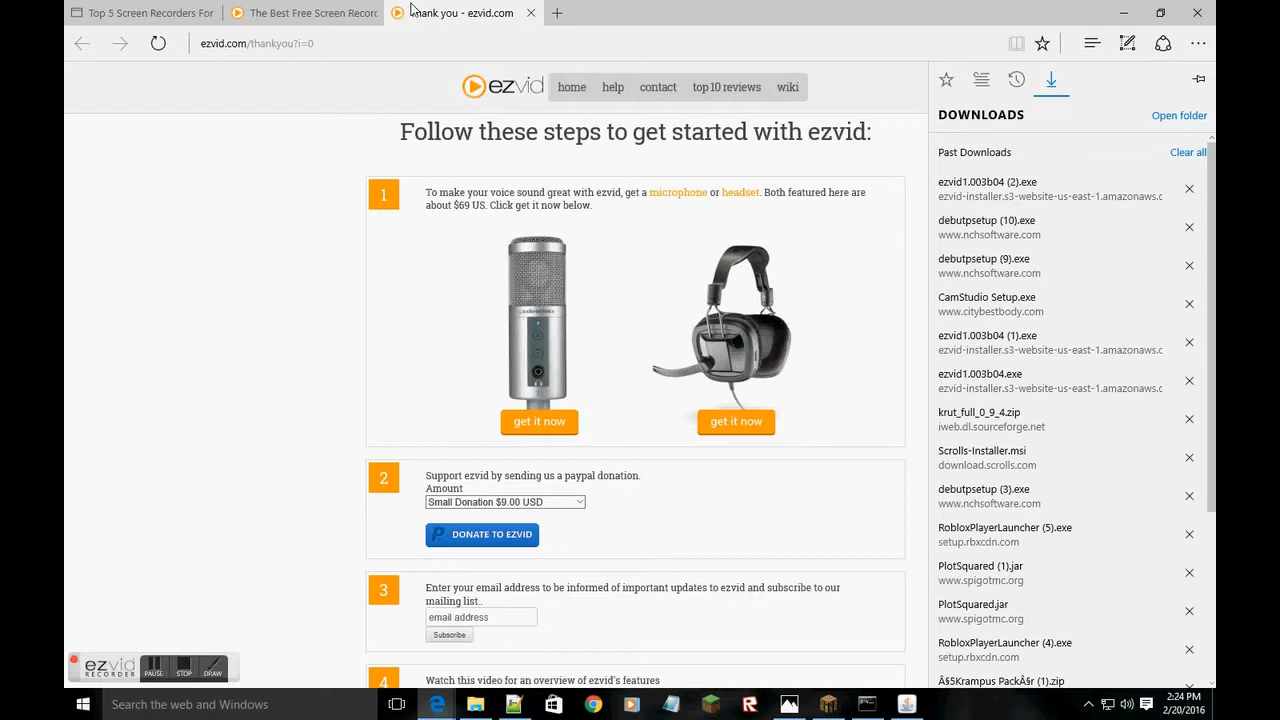 Top 5 Screen Recorders For
The Best Free Screen Recorc
hank you - ezvid.com
ezvid.com/thankyou?i=0
ezvid
home
help
contact
top 10 reviews
wiki
Follow these steps to get started with ezvid:
1
To make your voice sound great with ezvid, get a microphone or headset. Both featured here are
about $69 US. Click get it now below.
audio-technica
get it now
get it now
2
Support ezvid by sending us a paypal donation.
Amount
Small Donation $9.00 USD
DONATE TO EZVID
3
Enter your email address to be informed of important updates to ezvid and subscribe to our
mailing list..
email address
Subscribe
4
Watch this video for an overview of ezvid's features
DOWNLOADS
Open folder
Past Downloads
Clear all
ezvid1.003b04 (2).exe
ezvid-installer.s3-website-us-east-1.amazonaws.cc
debutpsetup (10).exe
www.nchsoftware.com
debutpsetup (9).exe
www.nchsoftware.com
CamStudio Setup.exe
www.citybestbody.com
ezvid1.003b04 (1).exe
ezvid-installer.s3-website-us-east-1.amazonaws.cc
ezvid1.003b04.exe
ezvid-installer.s3-website-us-east-1.amazonaws.cc
krut_full_0_9_4.zip
iweb.dl.sourceforge.net
Scrolls-Installer.msi
download.scrolls.com
debutpsetup (3).exe
www.nchsoftware.com
RobloxPlayerLauncher (5).exe
setup.rbxcdn.com
PlotSquared (1).jar
www.spigotmc.org
PlotSquared.jar
www.spigotmc.org
RobloxPlayerLauncher (4).exe
setup.rbxcdn.com
Â§5Krampus PackÂ§r (1).zip
ezvid
RECORDER
PAUSE
STOP
DRAW
Search the web and Windows
2:24 PM
2/20/2016